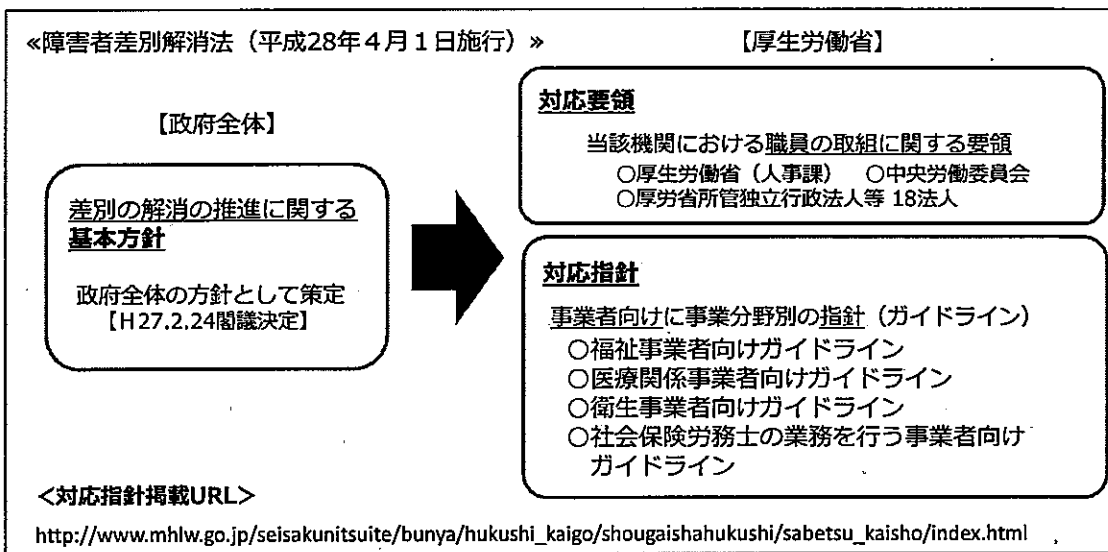 ≪障害者差別解消法（平成28年４月１日施行）≫
【政府全体】
差別の解消の推進に関する
基本方針
政府全体の方針として策定
【H27.2.24閣議決定】
【厚生労働省】
対応要領
当該機関における職員の取組に関する要領
○厚生労働省（人事課）　○中央労働委員会
○厚労省所管独立行政法人等 18法人
対応指針
事業者向けに事業分野別の指針（ガイドライン）
○福祉事業者向けガイドライン
○医療関係事業者向けガイドライン
○衛生事業者向けガイドライン
○社会保険労務士の業務を行う事業者向け
ガイドライン
＜対応指針掲載URL＞
http://www.mhlw.go.jp/seisakunitsuite/bunya/hukushi_kaigo/shougaishahukushi/sabetsu_kaisho/index.html